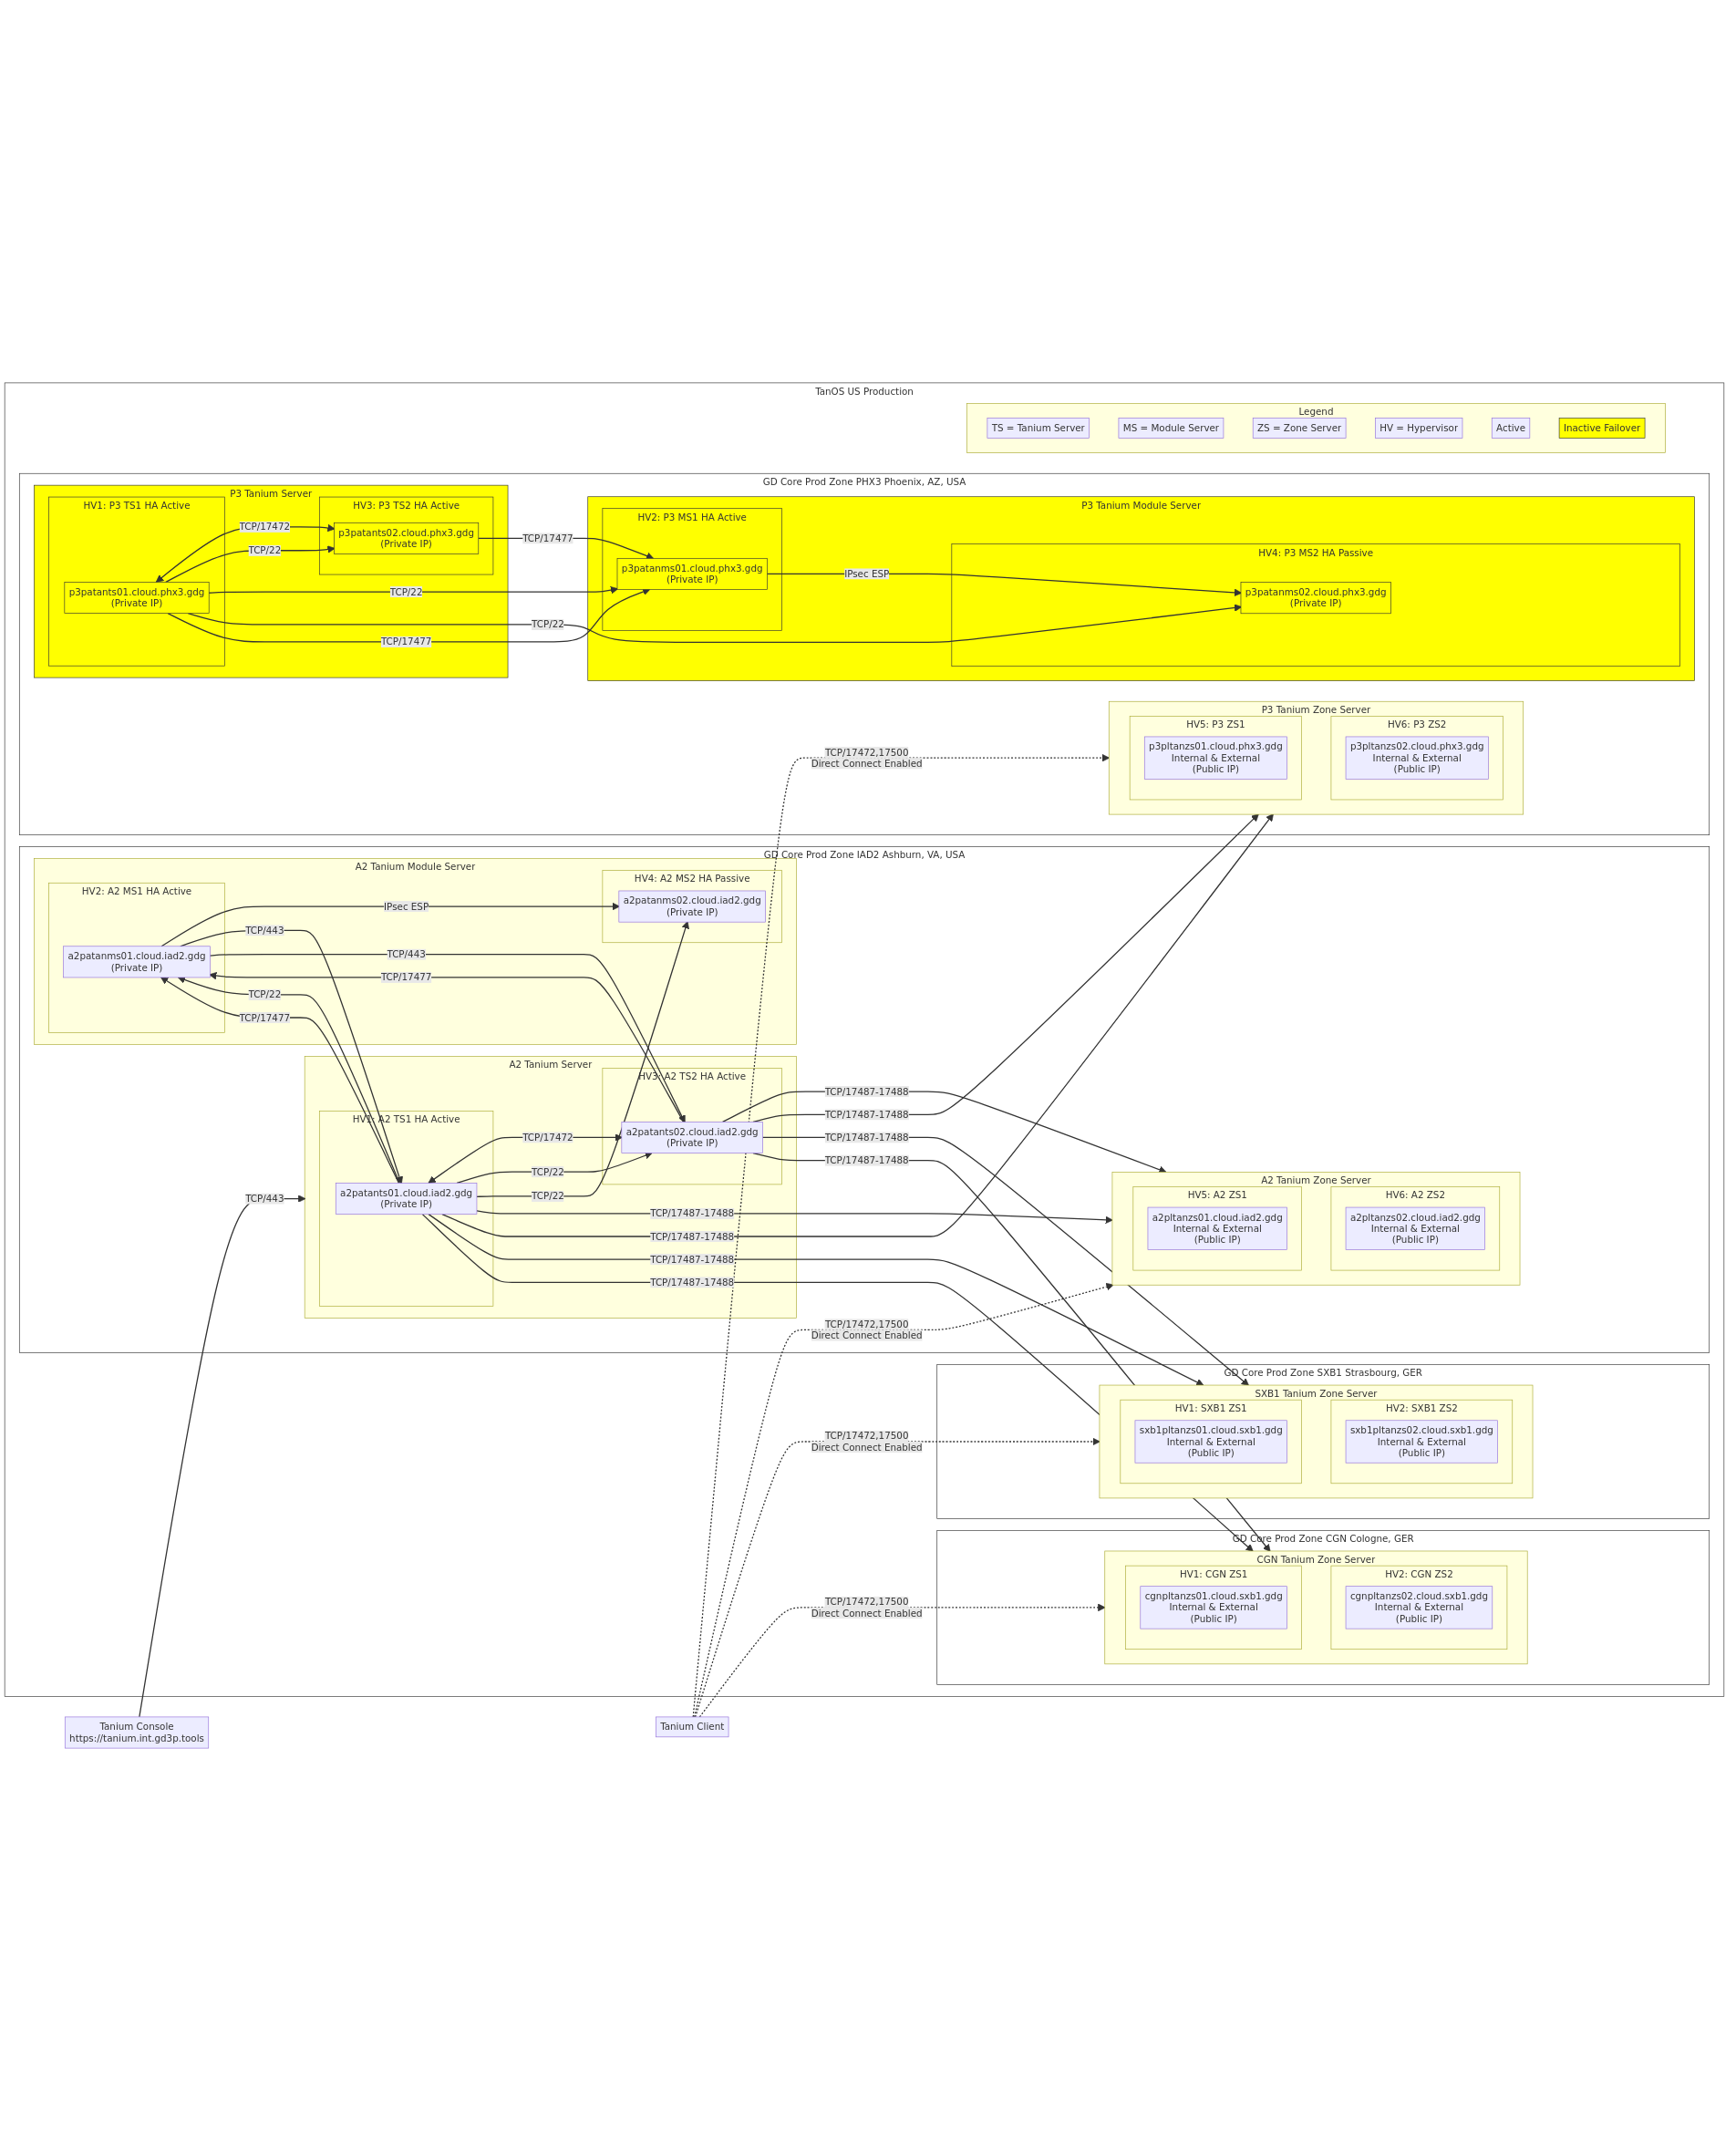 TanOS US Production
Legend
TS = Tanium Server
MS = Module Server
ZS = Zone Server
HV = Hypervisor
Active
Inactive Failover
GD Core Prod Zone PHX3 Phoenix, AZ, USA
P3 Tanium Server
HV1: P3 TS1 HA Active
HV3: P3 TS2 HA Active
TCP/17472
p3patants02.cloud.phx3.gdg
(Private IP)
TCP/22
p3patants01.cloud.phx3.gdg
(Private IP)
TCP/22
TCP/22
TCP/17477
TCP/17477
P3 Tanium Module Server
HV2: P3 MS1 HA Active
p3patanms01.cloud.phx3.gdg
(Private IP)
IPsec ESP
HV4: P3 MS2 HA Passive
p3patanms02.cloud.phx3.gdg
(Private IP)
P3 Tanium Zone Server
HV5: P3 ZS1
p3pltanzs01.cloud.phx3.gdg
Internal & External
(Public IP)
HV6: P3 ZS2
p3pltanzs02.cloud.phx3.gdg
Internal & External
(Public IP)
TCP/17472,17500
Direct Connect Enabled
GD Core Prod Zone IAD2 Ashburn, VA, USA
A2 Tanium Module Server
HV2: A2 MS1 HA Active
a2patanms01.cloud.iad2.gdg
(Private IP)
HV4: A2 MS2 HA Passive
a2patanms02.cloud.iad2.gdg
(Private IP)
IPsec ESP
TCP/443
TCP/443
TCP/17477
TCP/22
TCP/17477
A2 Tanium Server
HV3: A2 TS2 HA Active
a2patants02.cloud.iad2.gdg
(Private IP)
HV1: A2 TS1 HA Active
a2patants01.cloud.iad2.gdg
(Private IP)
TCP/17472
TCP/22
TCP/22
TCP/443
TCP/17487-17488
TCP/17487-17488
TCP/17487-17488
TCP/17487-17488
TCP/17487-17488
TCP/17487-17488
TCP/17487-17488
TCP/17487-17488
A2 Tanium Zone Server
HV5: A2 ZS1
a2pltanzs01.cloud.iad2.gdg
Internal & External
(Public IP)
HV6: A2 ZS2
a2pltanzs02.cloud.iad2.gdg
Internal & External
(Public IP)
TCP/17472,17500
Direct Connect Enabled
GD Core Prod Zone SXB1 Strasbourg, GER
SXB1 Tanium Zone Server
HV1: SXB1 ZS1
sxb1pltanzs01.cloud.sxb1.gdg
Internal & External
(Public IP)
HV2: SXB1 ZS2
sxb1pltanzs02.cloud.sxb1.gdg
Internal & External
(Public IP)
TCP/17472,17500
Direct Connect Enabled
GD Core Prod Zone CGN Cologne, GER
CGN Tanium Zone Server
HV1: CGN ZS1
cgnpltanzs01.cloud.sxb1.gdg
Internal & External
(Public IP)
HV2: CGN ZS2
cgnpltanzs02.cloud.sxb1.gdg
Internal & External
(Public IP)
TCP/17472,17500
Direct Connect Enabled
Tanium Console
https://tanium.int.gd3p.tools
Tanium Client